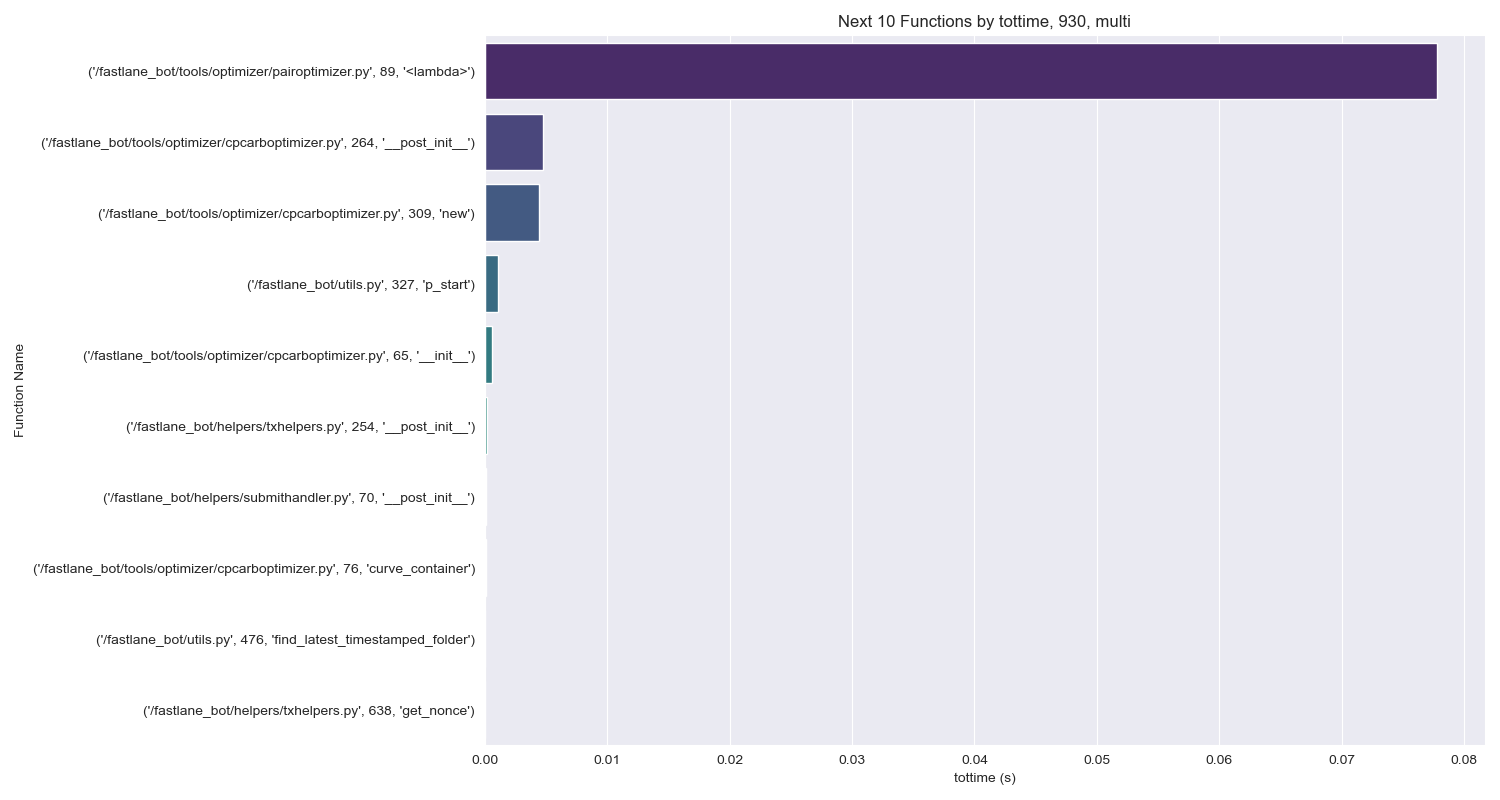 Next 10 Functions by tottime, 930, multi
('/fastlane_bot/tools/optimizer/pairoptimizer.py', 89, '<lambda>')
('/fastlane_bot/tools/optimizer/cpcarboptimizer.py', 264, '__post_init__')
('/fastlane_bot/tools/optimizer/cpcarboptimizer.py', 309, 'new')
('/fastlane_bot/utils.py', 327, 'p_start')
('/fastlane_bot/tools/optimizer/cpcarboptimizer.py', 65, '__init__')
('/fastlane_bot/helpers/txhelpers.py', 254, '__post_init__')
('/fastlane_bot/helpers/submithandler.py', 70, '__post_init__')
('/fastlane_bot/tools/optimizer/cpcarboptimizer.py', 76, 'curve_container')
('/fastlane_bot/utils.py', 476, 'find_latest_timestamped_folder')
('/fastlane_bot/helpers/txhelpers.py', 638, 'get_nonce')
Function Name
0.00 0.01 0.02 0.03 0.04 0.05 0.06 0.07 0.08
tottime (s)